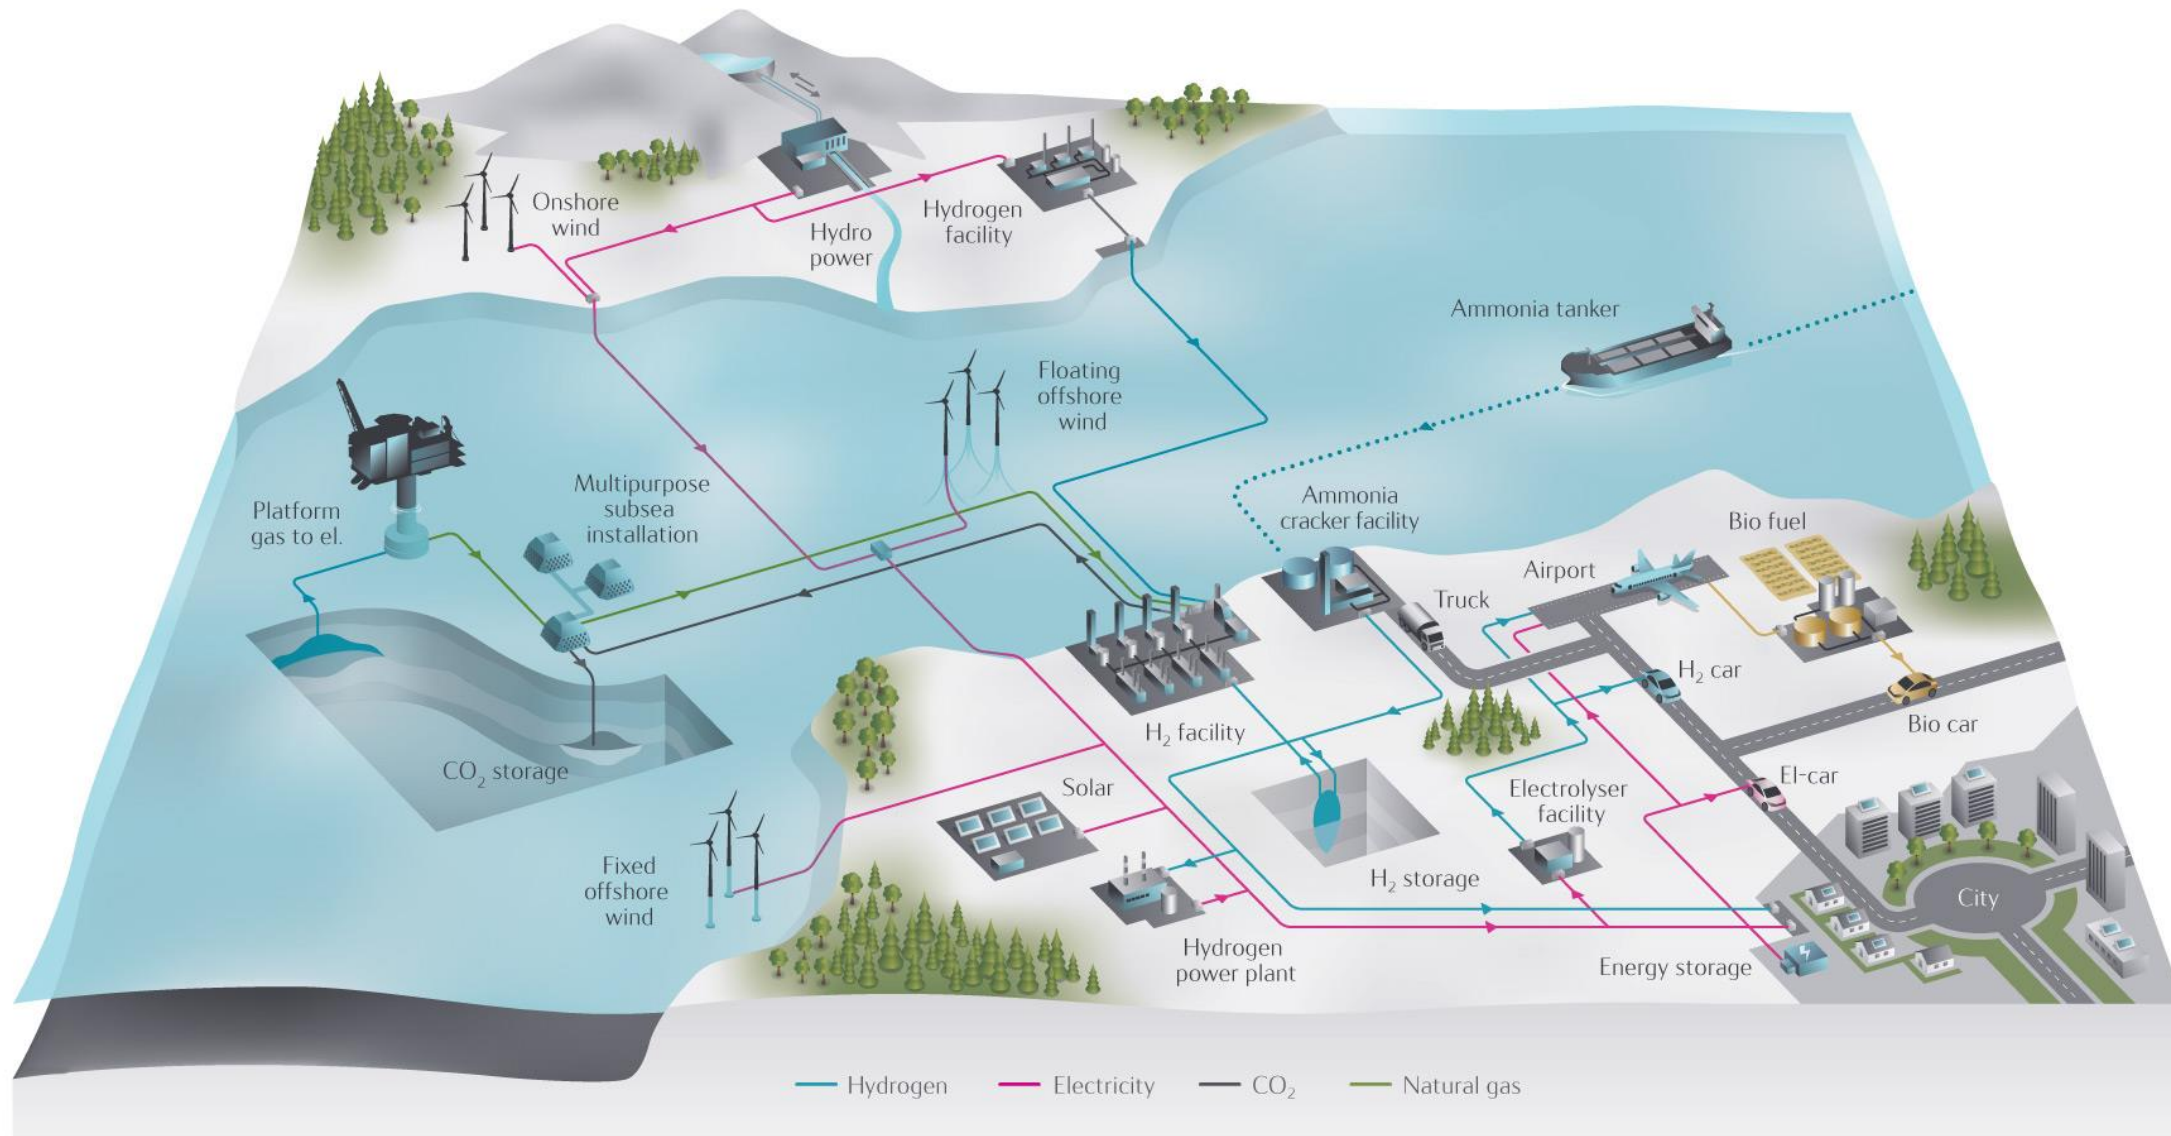 Onshore
wind
Hydro
power
Hydrogen
facility
Ammonia tanker
Floating
offshore
wind
Platform
gas to el.
Multipurpose
subsea
installation
Ammonia
cracker facility
Bio fuel
Airport
Truck
H₂ car
Bio car
H₂ facility
CO₂ storage
Solar
El-car
Electrolyser
facility
Fixed
offshore
wind
H₂ storage
City
Hydrogen
power plant
Energy storage
Hydrogen
Electricity
CO₂
Natural gas